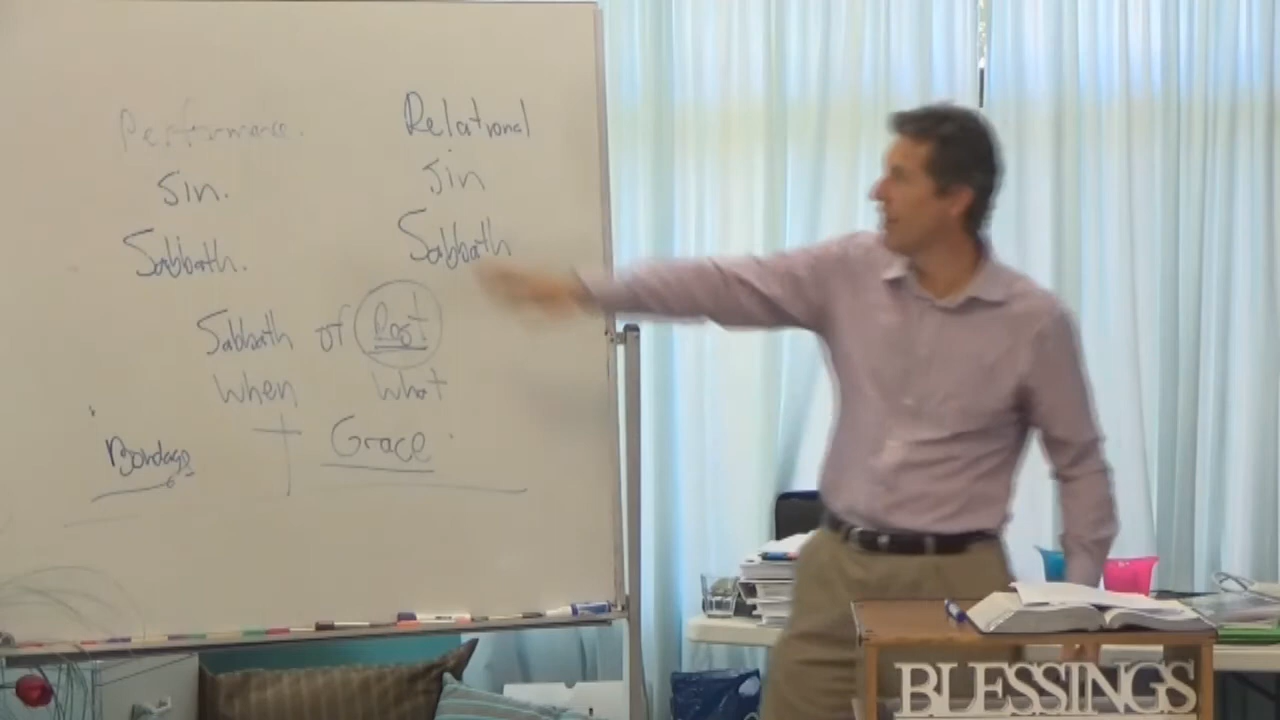 Performance. Relational
Sin. Sin
Sabbath. Sabbath
Sabbath of Rest
When What
Bondage Grace
BLESSINGS